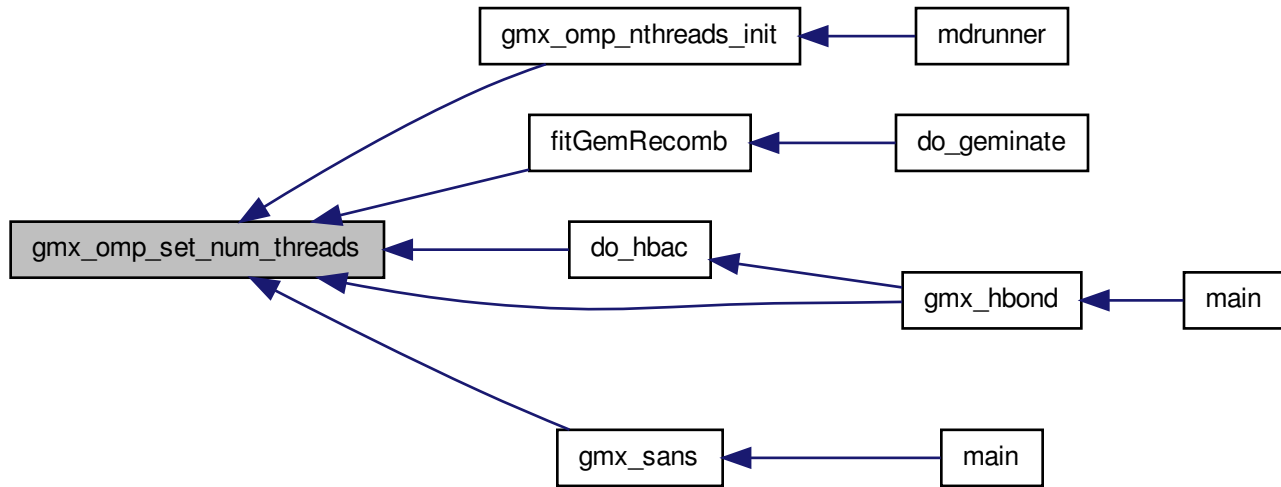 gmx_omp_nthreads_init
mdrunner
fitGemRecomb
do_geminate
gmx_omp_set_num_threads
do_hbac
gmx_hbond
main
gmx_sans
main